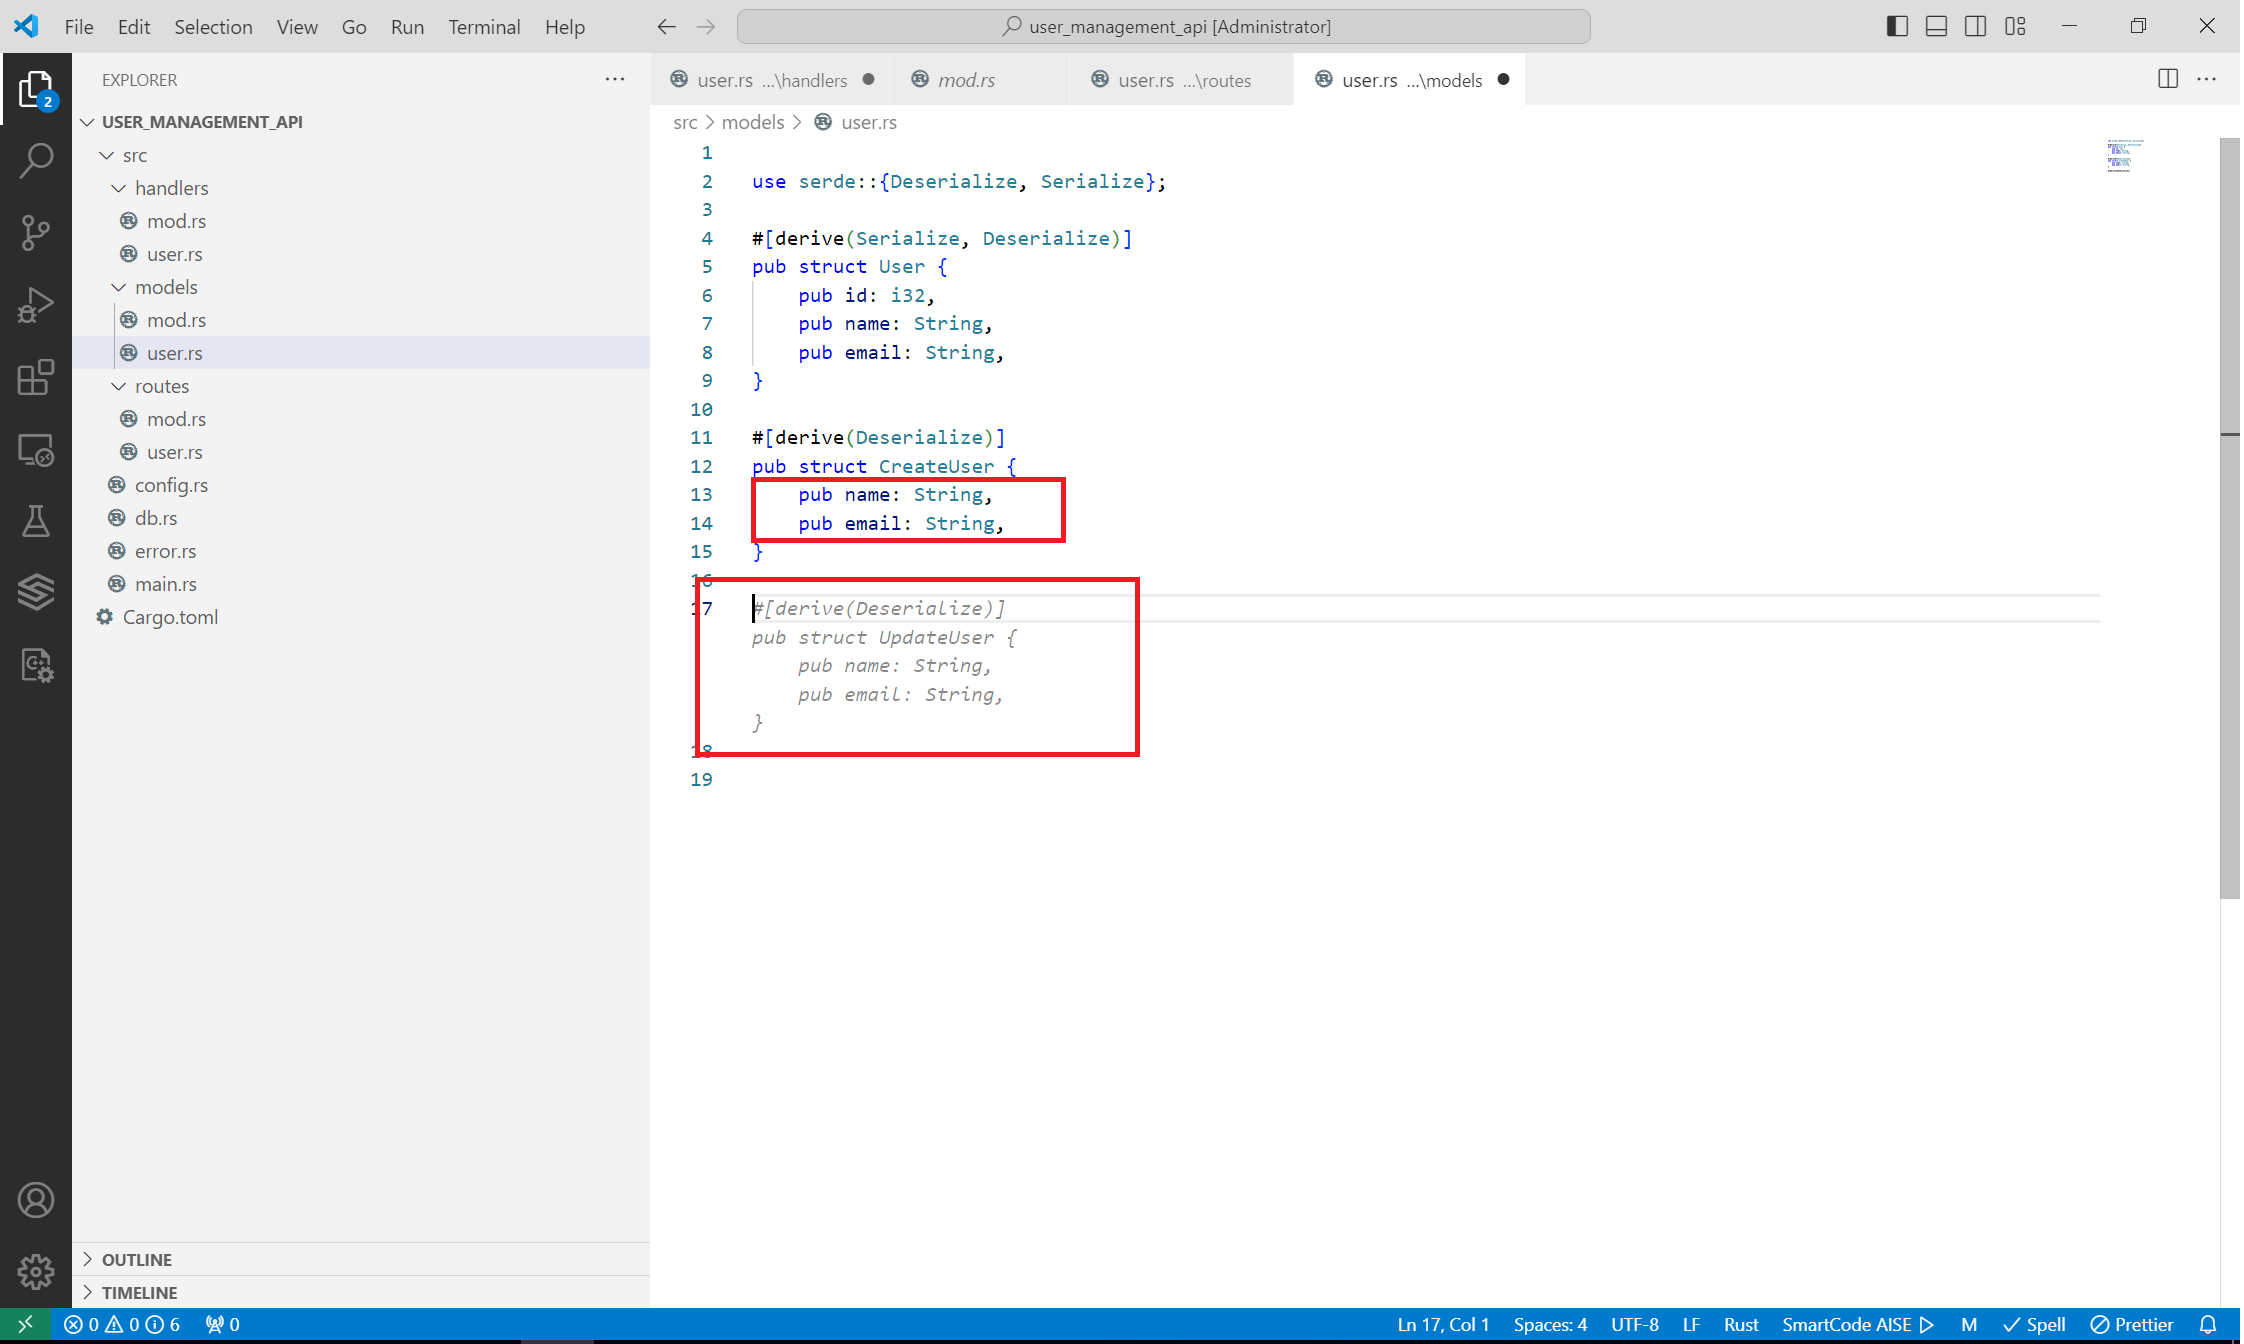 File Edit Selection View Go Run Terminal Help
user_management_api [Administrator]
EXPLORER
USER_MANAGEMENT_API
src
handlers
mod.rs
user.rs
models
mod.rs
user.rs
routes
mod.rs
user.rs
config.rs
db.rs
error.rs
main.rs
Cargo.toml
OUTLINE
TIMELINE
2
user.rs ...\handlers
mod.rs
user.rs ...\routes
user.rs ...\models
src > models > user.rs
1
2 use serde::{Deserialize, Serialize};
3
4 #[derive(Serialize, Deserialize)]
5 pub struct User {
6     pub id: i32,
7     pub name: String,
8     pub email: String,
9 }
10
11 #[derive(Deserialize)]
12 pub struct CreateUser {
13     pub name: String,
14     pub email: String,
15 }
16
17 #[derive(Deserialize)]
pub struct UpdateUser {
    pub name: String,
    pub email: String,
}
18
19
0 0 6 0
Ln 17, Col 1 Spaces: 4 UTF-8 LF Rust SmartCode AISE M Spell Prettier